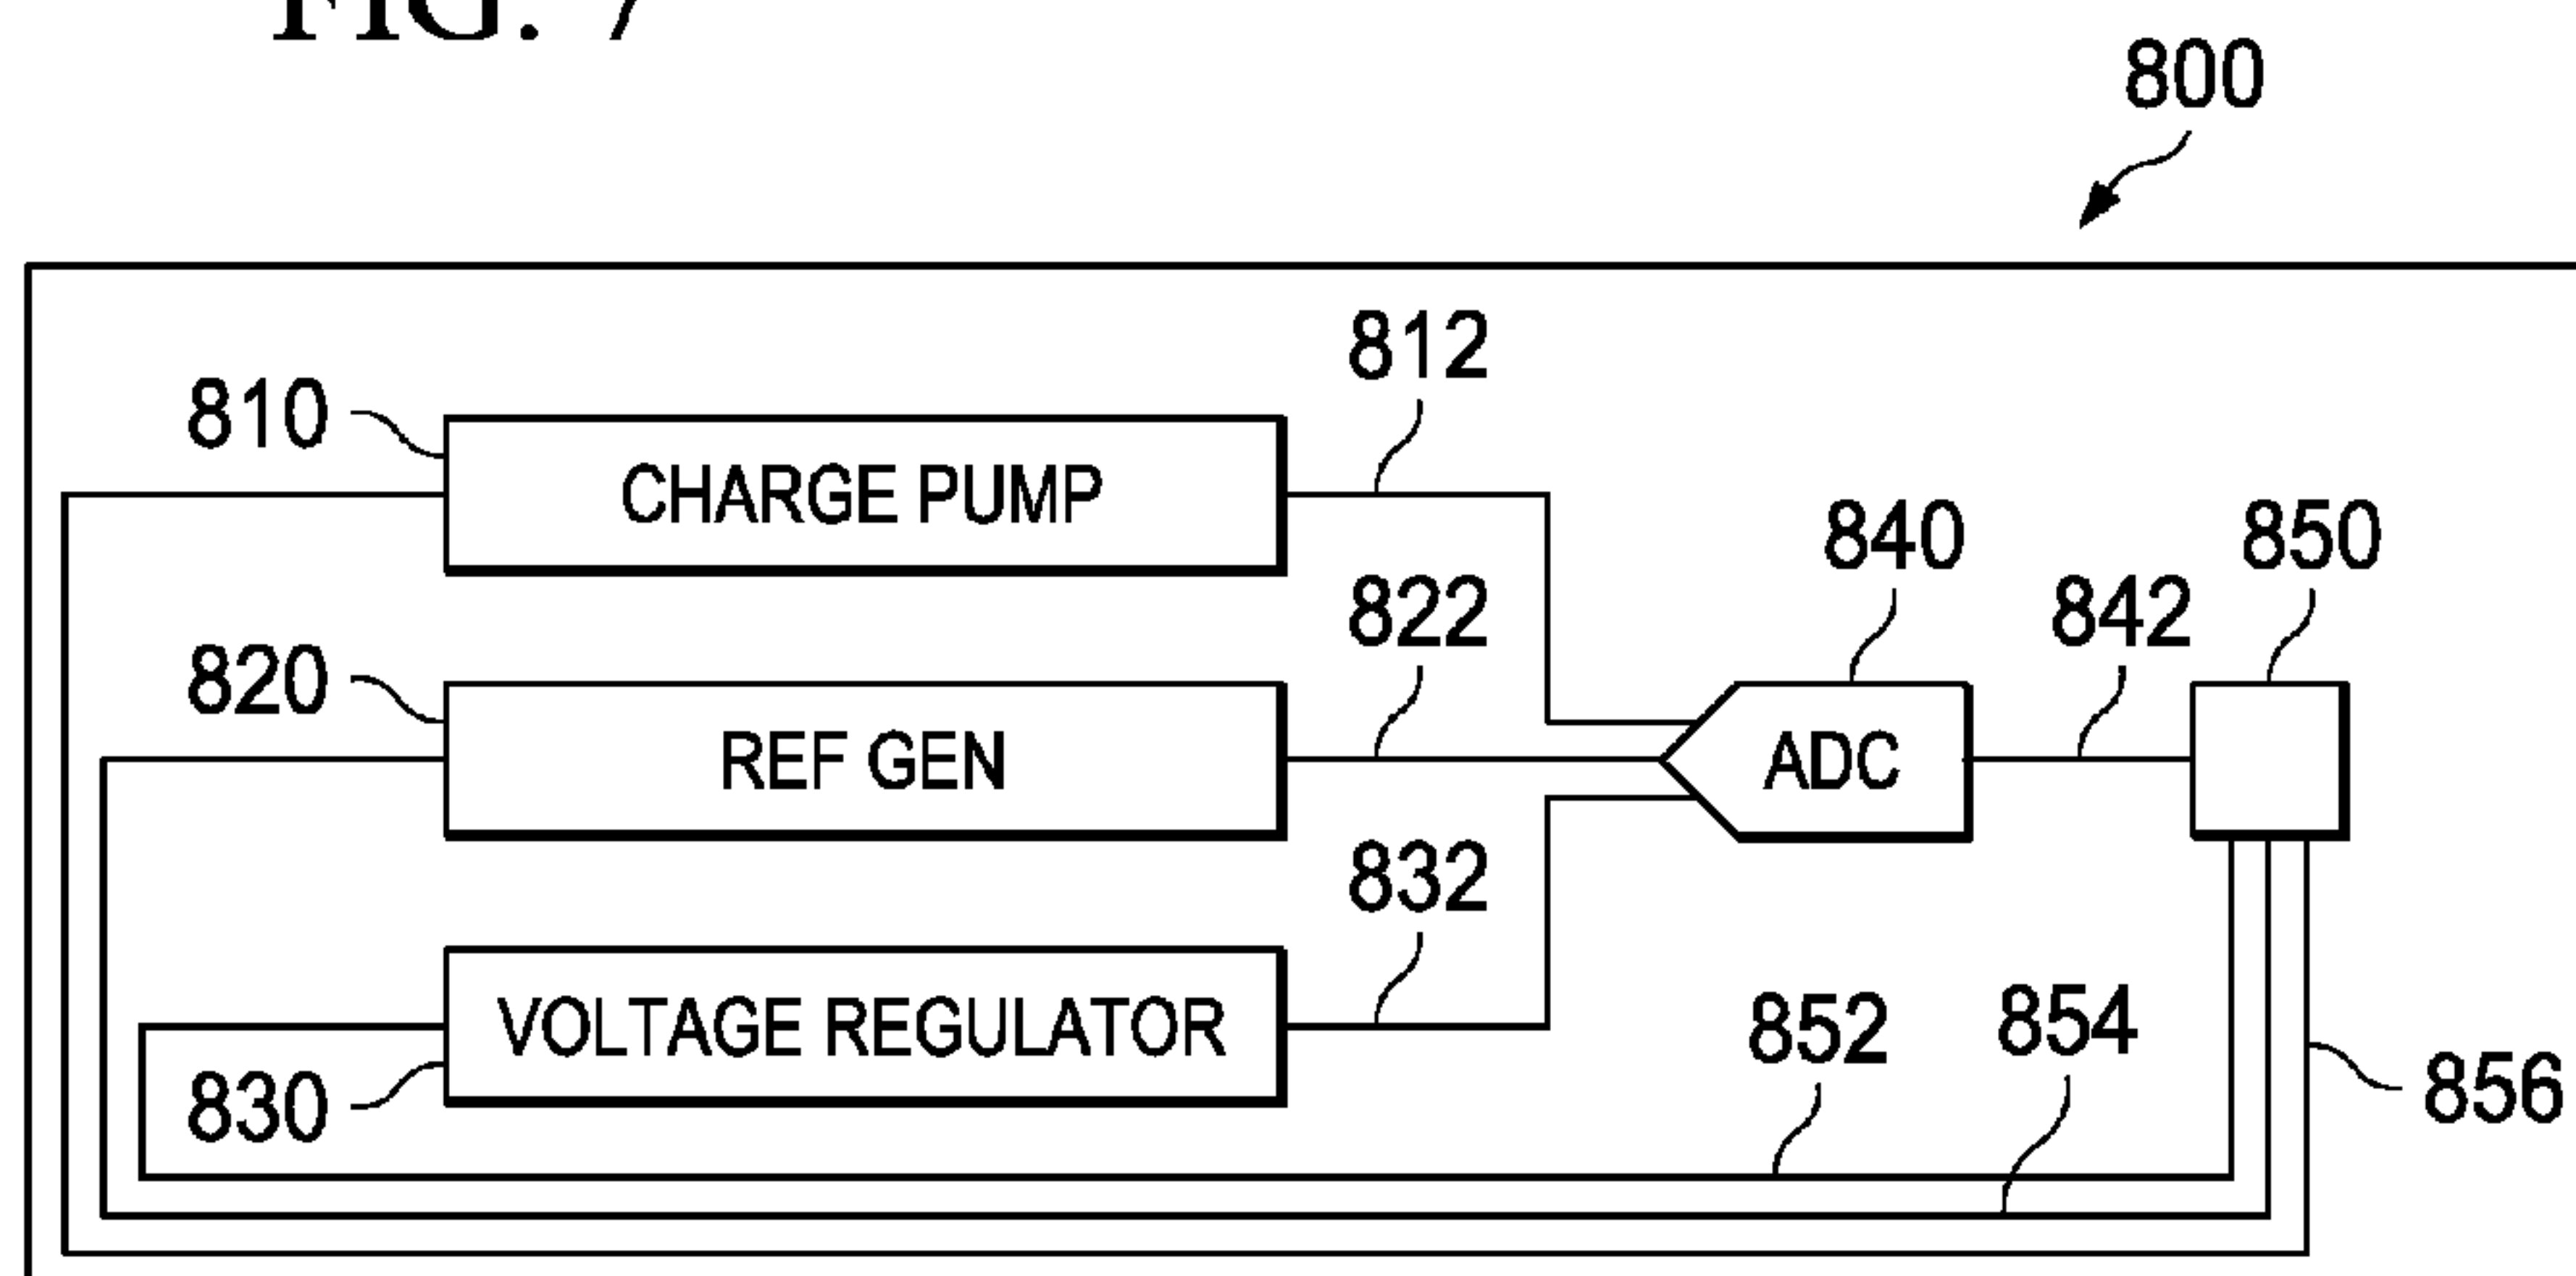 FIG. 7
800
812
810
CHARGE PUMP
840
850
822
842
820
REF GEN
ADC
832
852
854
VOLTAGE REGULATOR
830
856